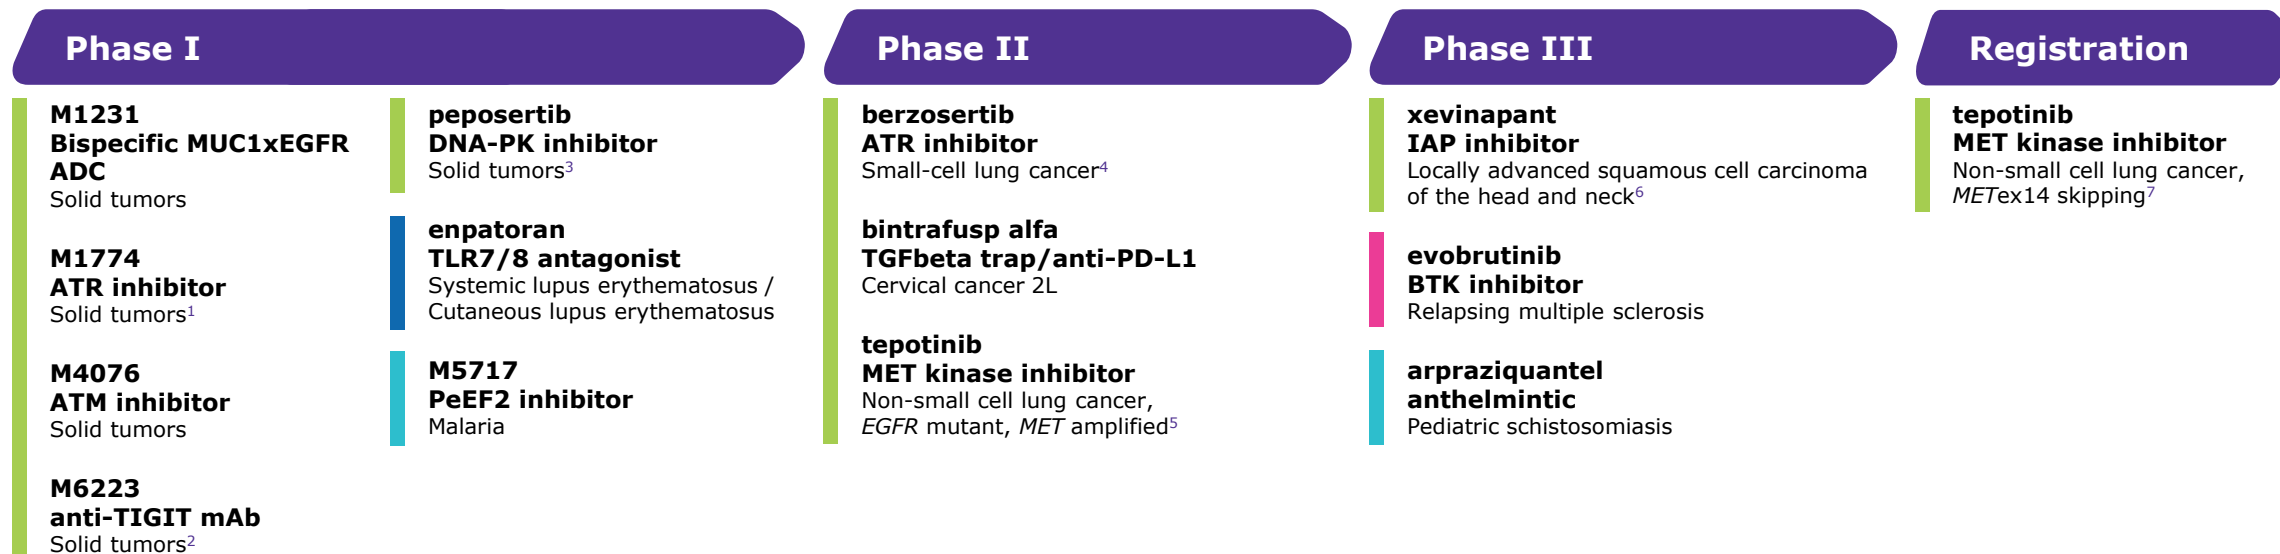 Phase I
M1231
Bispecific MUC1xEGFR
ADC
Solid tumors
M1774
ATR inhibitor
Solid tumors1
M4076
ATM inhibitor
Solid tumors
M6223
anti-TIGIT mAb
Solid tumors2
peposertib
DNA-PK inhibitor
Solid tumors3
enpatoran
TLR7/8 antagonist
Systemic lupus erythematosus /
Cutaneous lupus erythematosus
M5717
PeEF2 inhibitor
Malaria
Phase II
berzosertib
ATR inhibitor
Small-cell lung cancer4
bintrafusp alfa
TGFbeta trap/anti-PD-L1
Cervical cancer 2L
tepotinib
MET kinase inhibitor
Non-small cell lung cancer,
EGFR mutant, MET amplified5
Phase III
xevinapant
IAP inhibitor
Locally advanced squamous cell carcinoma
of the head and neck6
evobrutinib
BTK inhibitor
Relapsing multiple sclerosis
arpraziquantel
anthelmintic
Pediatric schistosomiasis
Registration
tepotinib
MET kinase inhibitor
Non-small cell lung cancer,
METex14 skipping7